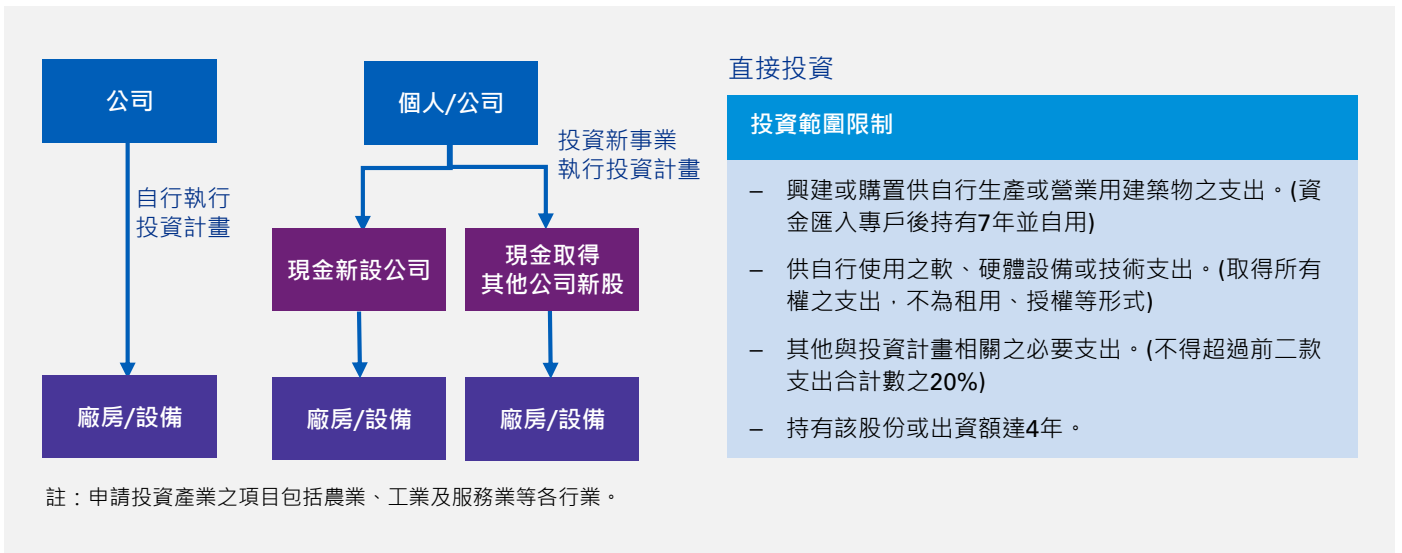 公司
自行執行
投資計畫
廠房/設備
個人/公司
投資新事業
執行投資計畫
現金新設公司
現金取得
其他公司新股
廠房/設備
廠房/設備
註：申請投資產業之項目包括農業、工業及服務業等各行業。
直接投資
投資範圍限制
– 興建或購置供自行生產或營業用建築物之支出。(資
金匯入專戶後持有7年並自用)
– 供自行使用之軟、硬體設備或技術支出。(取得所有
權之支出，不為租用、授權等形式)
– 其他與投資計畫相關之必要支出。(不得超過前二款
支出合計數之20%)
– 持有該股份或出資額達4年。